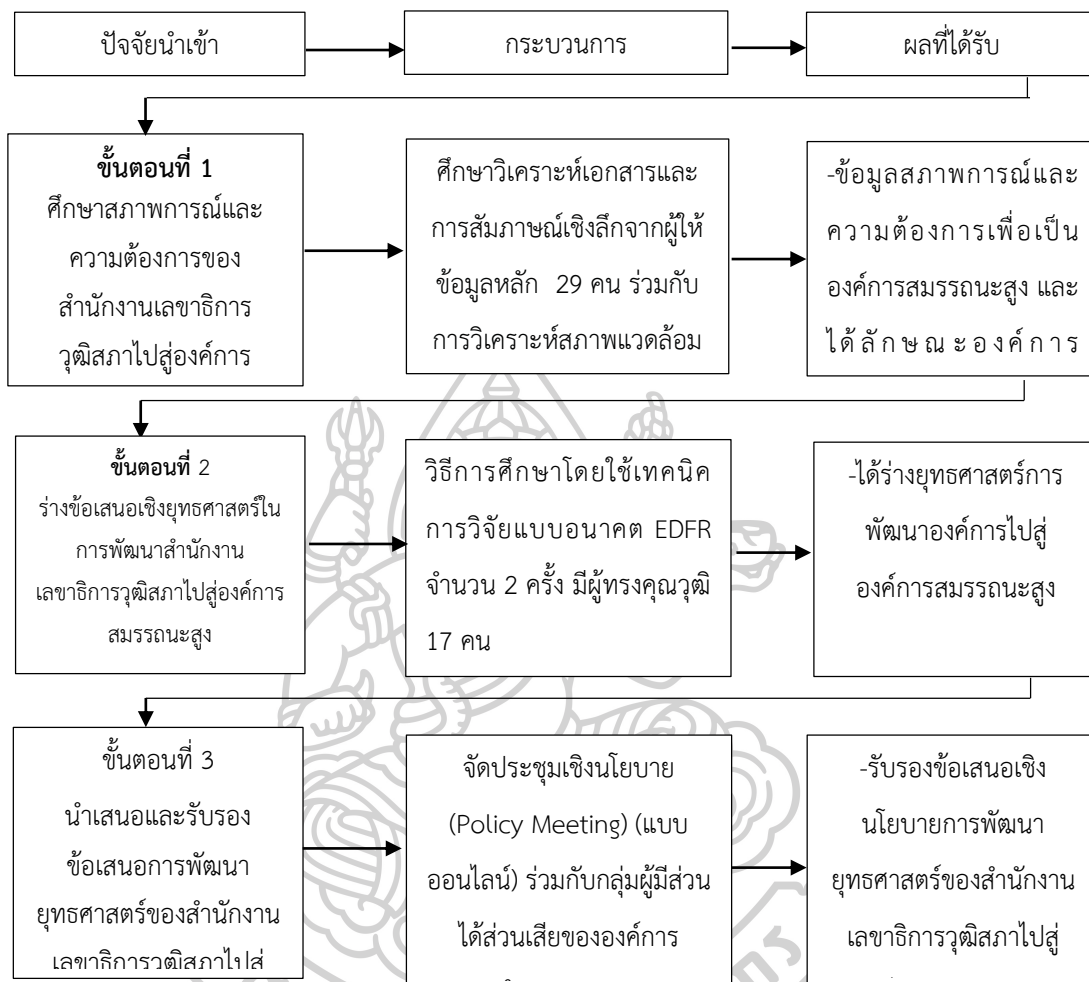 ปัจจัยนำเข้า
กระบวนการ
ผลที่ได้รับ
ขั้นตอนที่ 1
ศึกษาสภาพการณ์และ
ความต้องการของ
สำนักงานเลขาธิการ
วุฒิสภาไปสู่องค์การ
ศึกษาวิเคราะห์เอกสารและ
การสัมภาษณ์เชิงลึกจากผู้ให้
ข้อมูลหลัก 29 คน ร่วมกับ
การวิเคราะห์สภาพแวดล้อม
-ข้อมูลสภาพการณ์และ
ความต้องการเพื่อเป็น
องค์การสมรรถนะสูง และ
ได้ลักษณะองค์การ
ขั้นตอนที่ 2
ร่างข้อเสนอเชิงยุทธศาสตร์ใน
การพัฒนาสำนักงาน
เลขาธิการวุฒิสภาไปสู่องค์การ
สมรรถนะสูง
วิธีการศึกษาโดยใช้เทคนิค
การวิจัยแบบอนาคต EDFR
จำนวน 2 ครั้ง มีผู้ทรงคุณวุฒิ
17 คน
-ได้ร่างยุทธศาสตร์การ
พัฒนาองค์การไปสู่
องค์การสมรรถนะสูง
ขั้นตอนที่ 3
นำเสนอและรับรอง
ข้อเสนอการพัฒนา
ยุทธศาสตร์ของสำนักงาน
เลขาธิการวุฒิสภาไปสู่
จัดประชุมเชิงนโยบาย
(Policy Meeting) (แบบ
ออนไลน์) ร่วมกับกลุ่มผู้มีส่วน
ได้ส่วนเสียขององค์การ
-รับรองข้อเสนอเชิง
นโยบายการพัฒนา
ยุทธศาสตร์ของสำนักงาน
เลขาธิการวุฒิสภาไปสู่